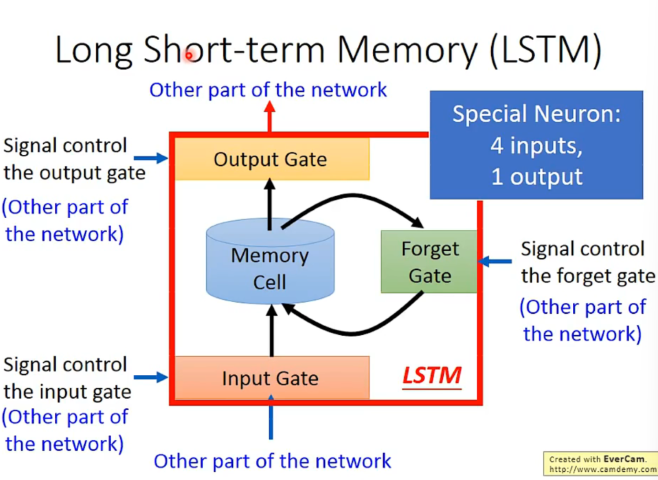 Long Short-term Memory (LSTM)
Other part of the network
Special Neuron:
4 inputs,
1 output
Signal control
the output gate
(Other part of
the network)
Output Gate
Memory
Cell
Forget
Gate
Signal control
the forget gate
(Other part of
the network)
Signal control
the input gate
(Other part of
the network)
Input Gate
LSTM
Other part of the network
Created with EverCam.
http://www.camdemy.com